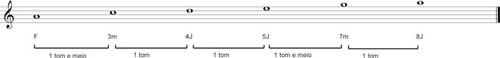 F 3m 4J 5J 7m 8J
1 tom e meio 1 tom 1 tom 1 tom e meio 1 tom